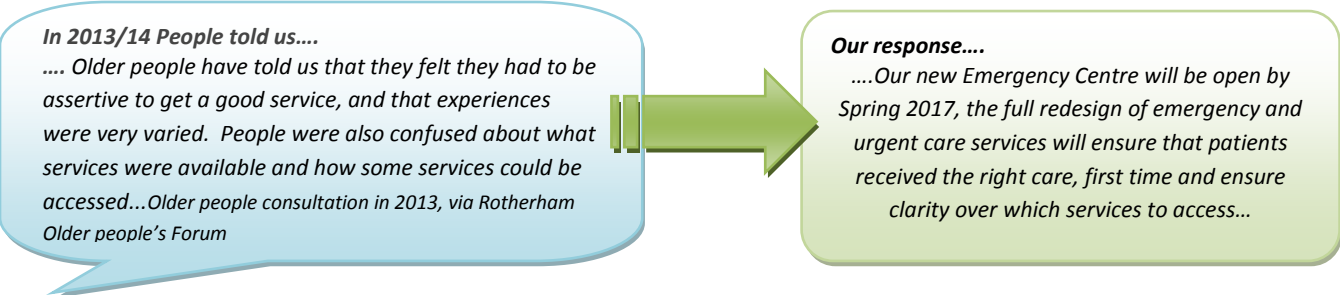 In 2013/14 People told us....
.... Older people have told us that they felt they had to be
assertive to get a good service, and that experiences
were very varied.  People were also confused about what
services were available and how some services could be
accessed...Older people consultation in 2013, via Rotherham
Older people's Forum
Our response....
....Our new Emergency Centre will be open by
Spring 2017, the full redesign of emergency and
urgent care services will ensure that patients
received the right care, first time and ensure
clarity over which services to access...